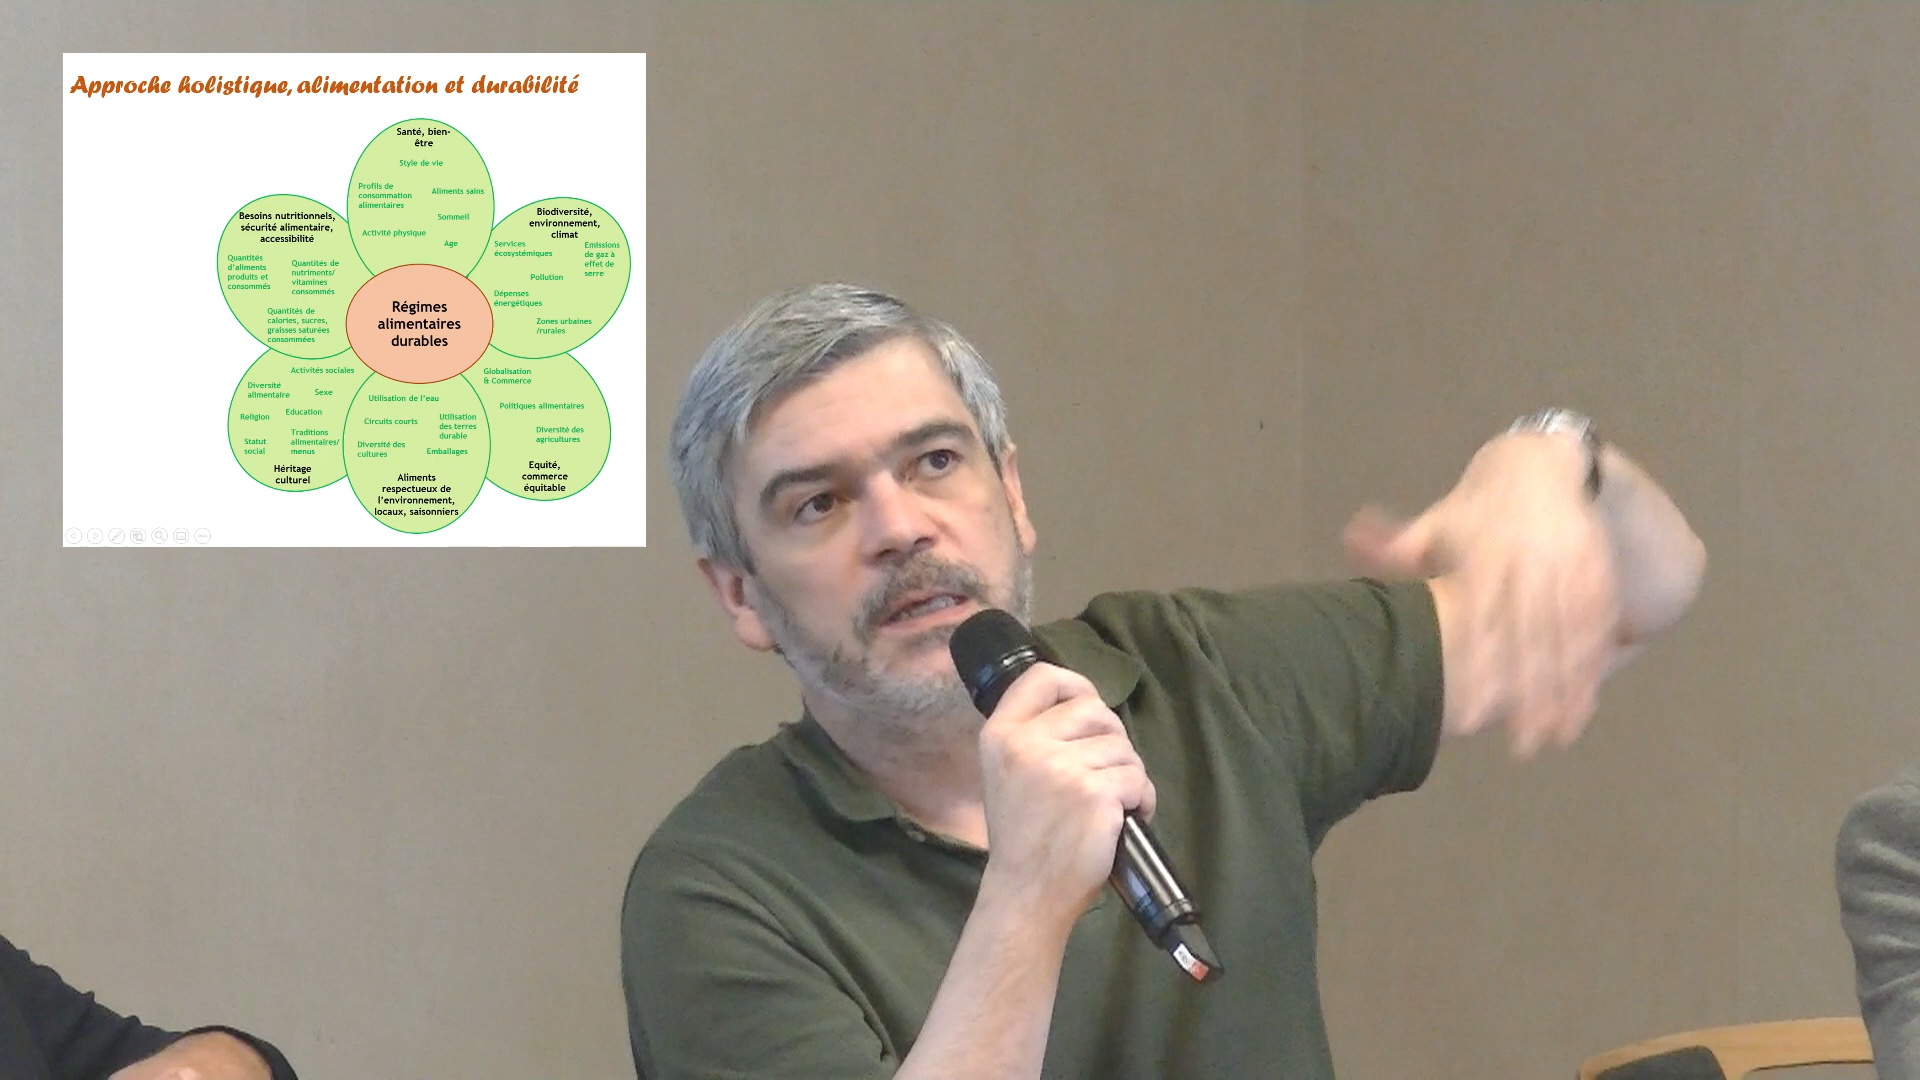 Approche holistique, alimentation et durabilité
Santé, bien-
être
Style de vie
Profils de
consommation
alimentaires
Aliments sains
Sommeil
Activité physique
Age
Besoins nutritionnels,
sécurité alimentaire,
accessibilité
Quantités
d'aliments
produits et
consommés
Quantités de
nutriments/
vitamines
consommés
Quantités de
calories, sucres,
graisses saturées
consommées
Biodiversité,
environnement,
climat
Services
écosystémiques
Emissions
de gaz à
effet de
serre
Pollution
Dépenses
énergétiques
Zones urbaines
/rurales
Régimes
alimentaires
durables
Activités sociales
Diversité
alimentaire
Sexe
Religion
Education
Statut
social
Traditions
alimentaires/
menus
Héritage
culturel
Utilisation de l'eau
Circuits courts
Utilisation
des terres
durable
Diversité des
cultures
Emballages
Aliments
respectueux de
l'environnement,
locaux, saisonniers
Globalisation
& Commerce
Politiques alimentaires
Diversité des
agricultures
Equité,
commerce
équitable